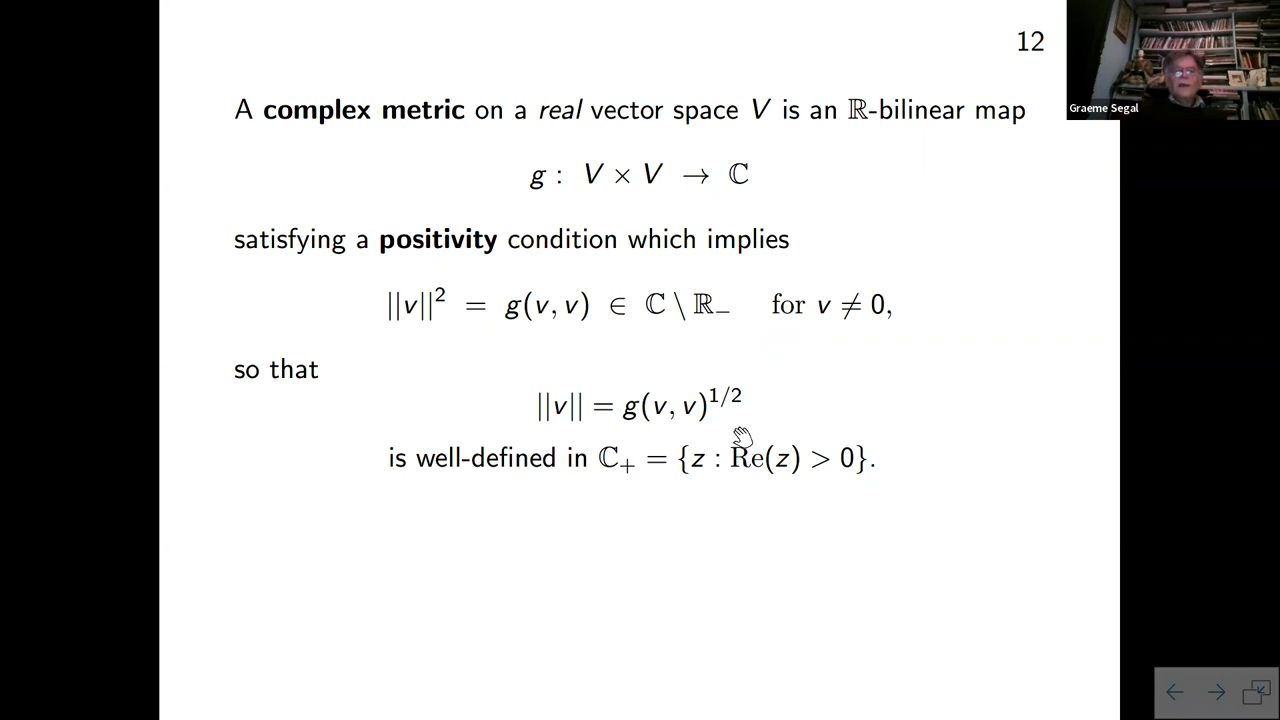 12
A complex metric on a real vector space V is an ℝ-bilinear map
g : V × V → ℂ
satisfying a positivity condition which implies
||v||² = g(v, v) ∈ ℂ \ ℝ₋ for v ≠ 0,
so that
||v|| = g(v, v)^{1/2}
is well-defined in ℂ₊ = {z : Re(z) > 0}.
Graeme Segal